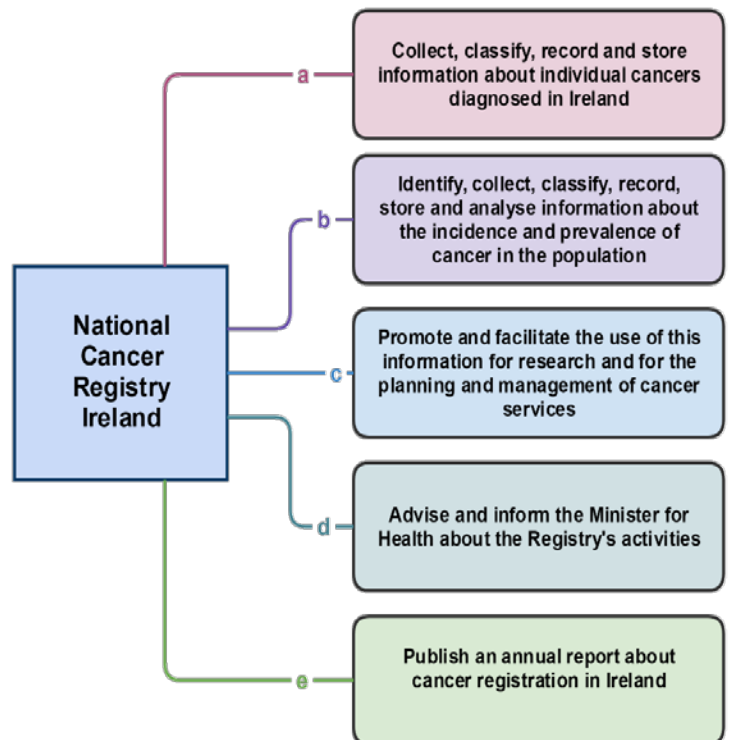 a
Collect, classify, record and store
information about individual cancers
diagnosed in Ireland
b
Identify, collect, classify, record,
store and analyse information about
the incidence and prevalence of
cancer in the population
National
Cancer
Registry
Ireland
c
Promote and facilitate the use of this
information for research and for the
planning and management of cancer
services
d
Advise and inform the Minister for
Health about the Registry's activities
e
Publish an annual report about
cancer registration in Ireland